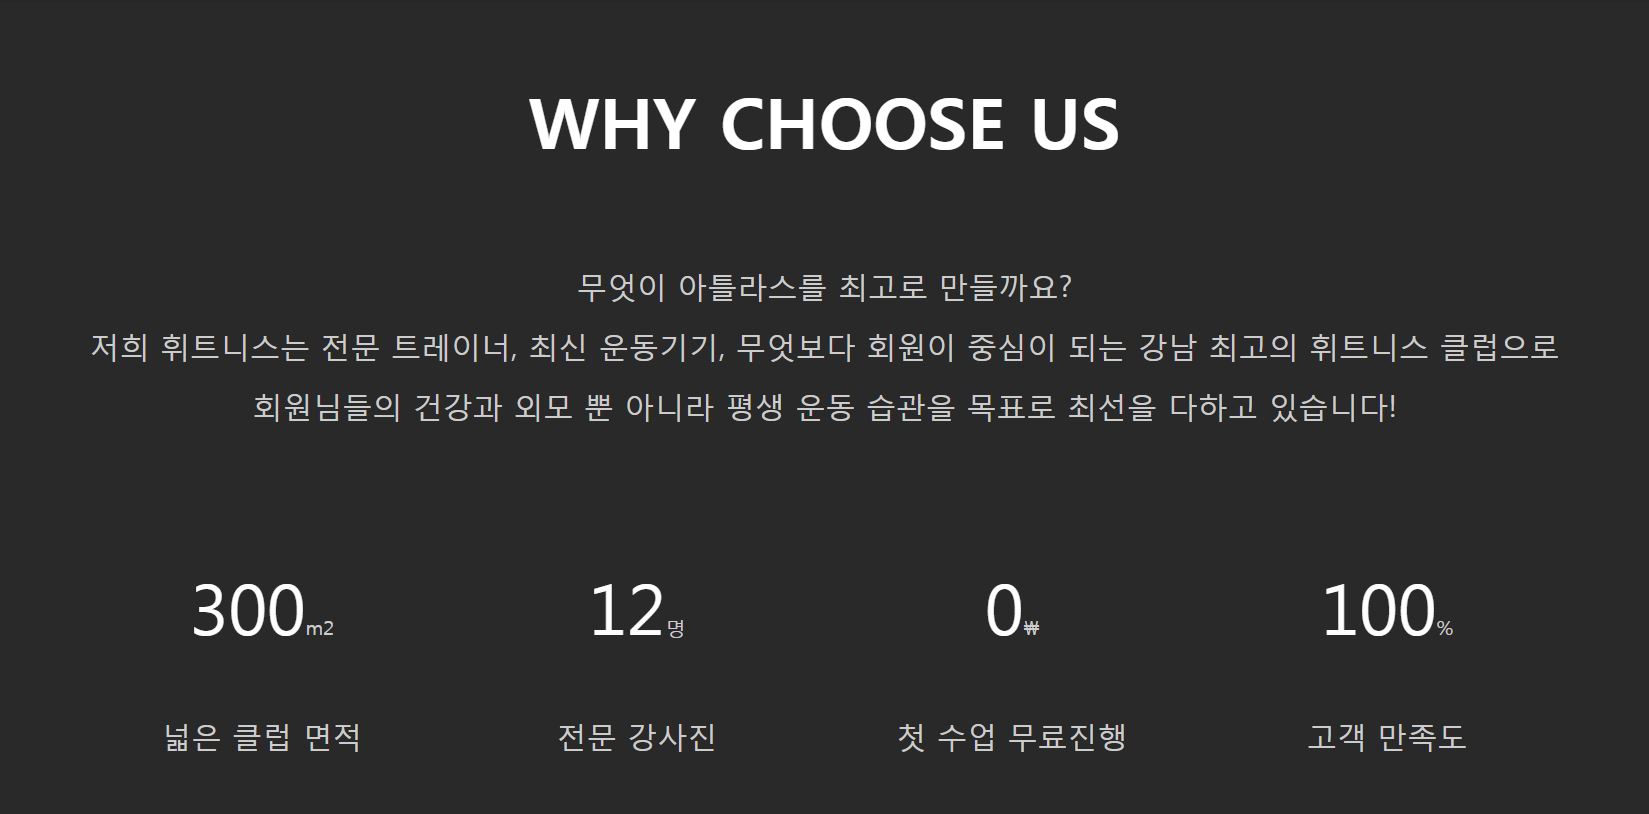 WHY CHOOSE US
무엇이 아틀라스를 최고로 만들까요?
저희 휘트니스는 전문 트레이너, 최신 운동기기, 무엇보다 회원이 중심이 되는 강남 최고의 휘트니스 클럽으로
회원님들의 건강과 외모 뿐 아니라 평생 운동 습관을 목표로 최선을 다하고 있습니다!
300m2 12명 0₩ 100%
넓은 클럽 면적 전문 강사진 첫 수업 무료진행 고객 만족도